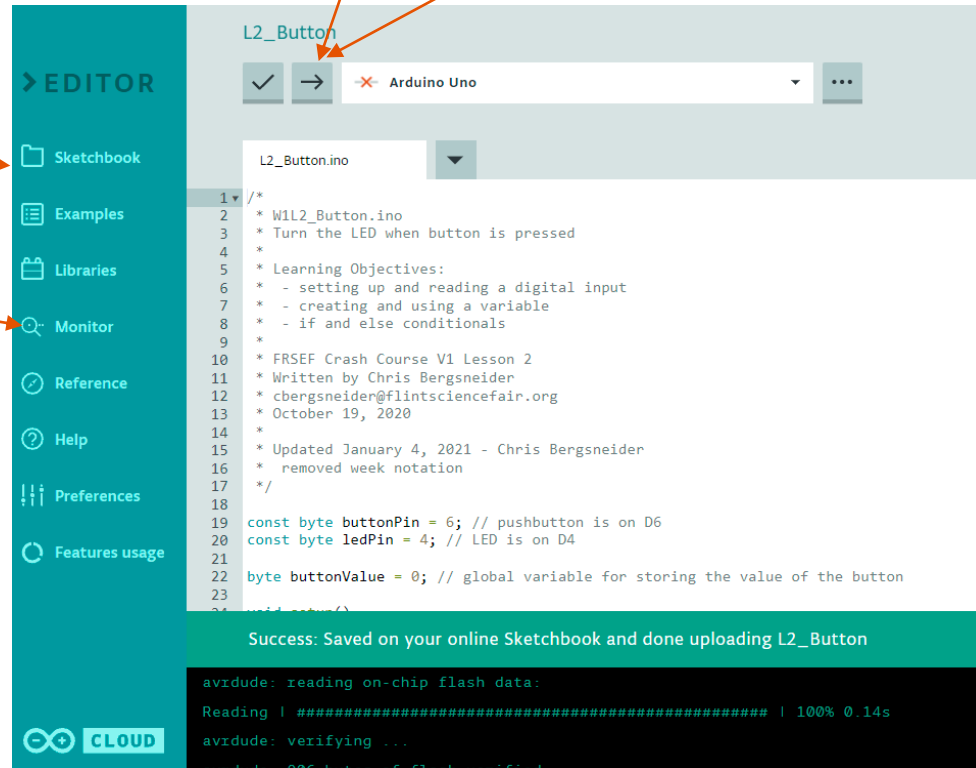 L2_Button
EDITOR
Arduino Uno
Sketchbook
Examples
Libraries
Monitor
Reference
Help
Preferences
Features usage
CLOUD
L2_Button.ino
1 /*
2 * W1L2_Button.ino
3 * Turn the LED when button is pressed
4 *
5 * Learning Objectives:
6 * - setting up and reading a digital input
7 * - creating and using a variable
8 * - if and else conditionals
9 *
10 * FRSEF Crash Course V1 Lesson 2
11 * Written by Chris Bergsneider
12 * cbergsneider@flintsciencefair.org
13 * October 19, 2020
14 *
15 * Updated January 4, 2021 - Chris Bergsneider
16 * removed week notation
17 */
18
19 const byte buttonPin = 6; // pushbutton is on D6
20 const byte ledPin = 4; // LED is on D4
21
22 byte buttonValue = 0; // global variable for storing the value of the button
23
Success: Saved on your online Sketchbook and done uploading L2_Button
avrdude: reading on-chip flash data:
Reading | ################################################## | 100% 0.14s
avrdude: verifying ...